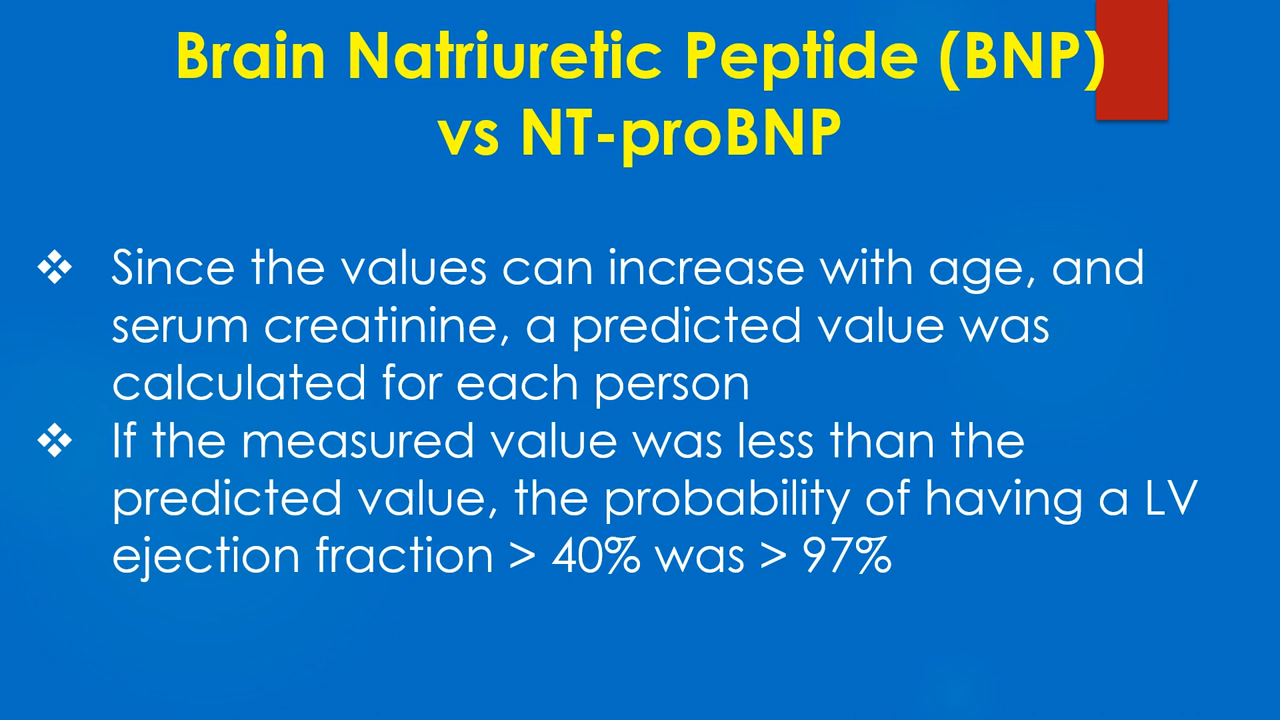 Brain Natriuretic Peptide (BNP)
vs NT-proBNP
❖ Since the values can increase with age, and
serum creatinine, a predicted value was
calculated for each person
❖ If the measured value was less than the
predicted value, the probability of having a LV
ejection fraction > 40% was > 97%